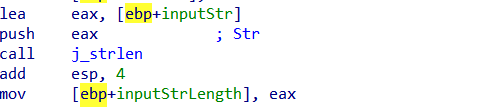 lea eax, [ebp+inputStr]
push eax ; Str
call j_strlen
add esp, 4
mov [ebp+inputStrLength], eax